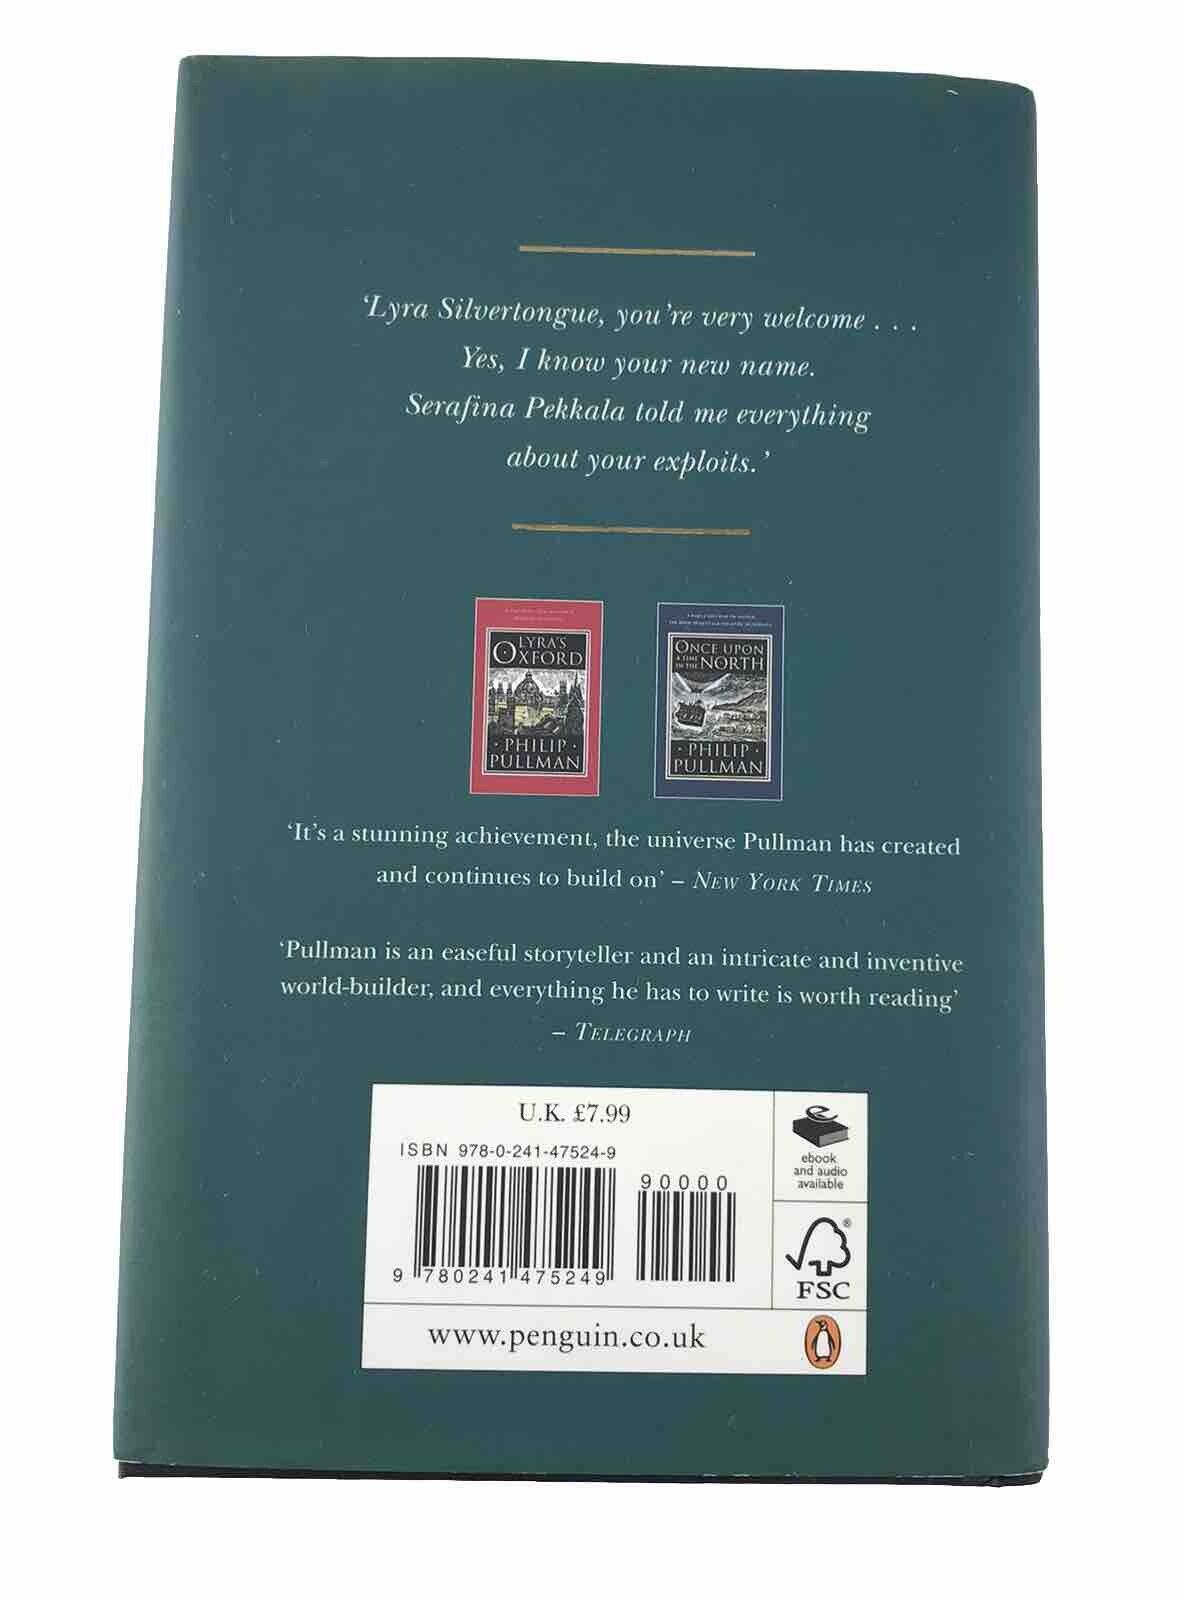 ‘Lyra Silvertongue, you’re very welcome . . .
Yes, I know your new name.
Serafina Pekkala told me everything
about your exploits.’
LYRA’S
OXFORD
· PHILIP ·
PULLMAN
ONCE UPON
A TIME
IN THE NORTH
· PHILIP ·
PULLMAN
‘It’s a stunning achievement, the universe Pullman has created
and continues to build on’ – NEW YORK TIMES
‘Pullman is an easeful storyteller and an intricate and inventive
world-builder, and everything he has to write is worth reading’
– TELEGRAPH
U.K. £7.99
ISBN 978-0-241-47524-9
90000
9 780241 475249
ebook
and audio
available
®
FSC
www.penguin.co.uk